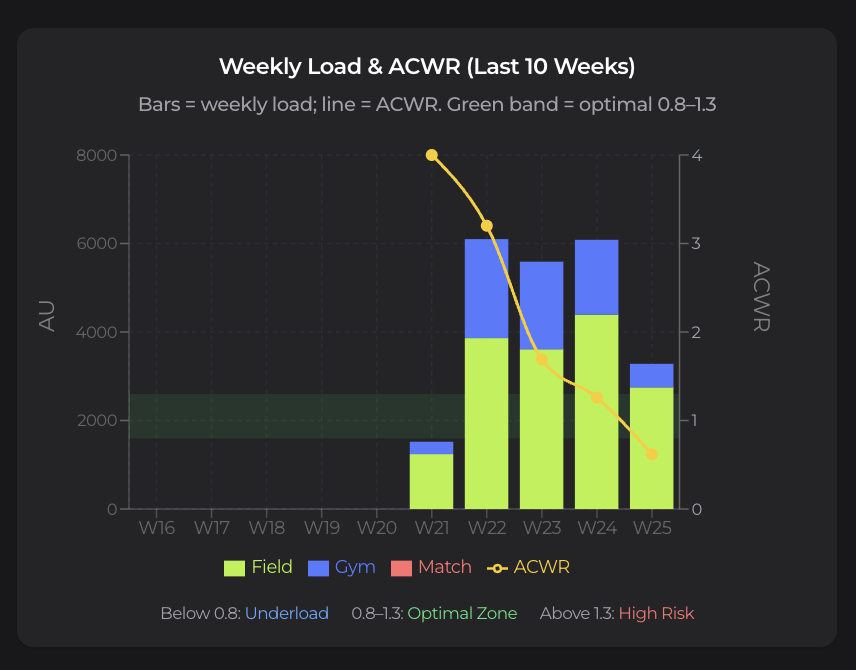 Weekly Load & ACWR (Last 10 Weeks)
Bars = weekly load; line = ACWR. Green band = optimal 0.8–1.3
8000
6000
4000
2000
0
AU
4
3
2
1
0
ACWR
W16 W17 W18 W19 W20 W21 W22 W23 W24 W25
Field Gym Match ACWR
Below 0.8: Underload 0.8–1.3: Optimal Zone Above 1.3: High Risk